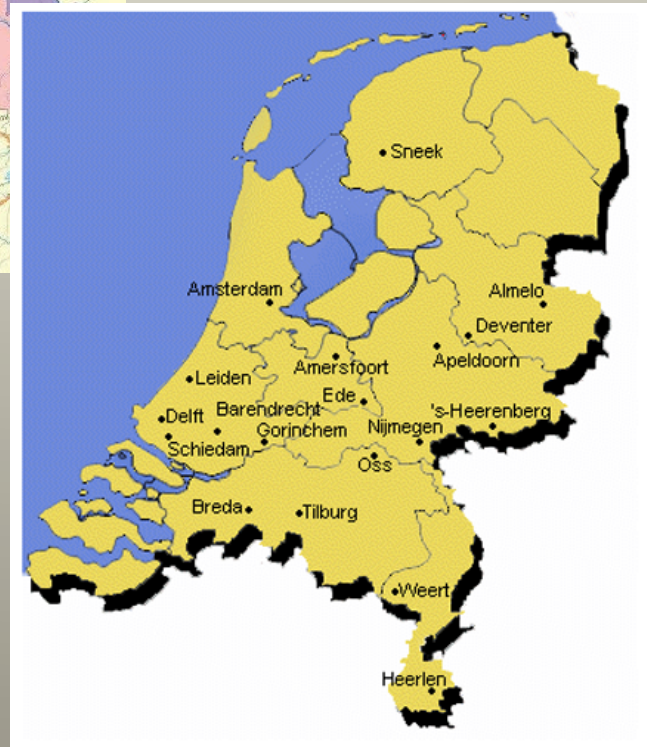 Sneek
Amsterdam
Almelo
Deventer
Apeldoorn
Amersfoort
Leiden
Ede
Barendrecht
's-Heerenberg
Delft
Gorinchem
Nijmegen
Schiedam
Oss
Breda
Tilburg
Weert
Heerlen